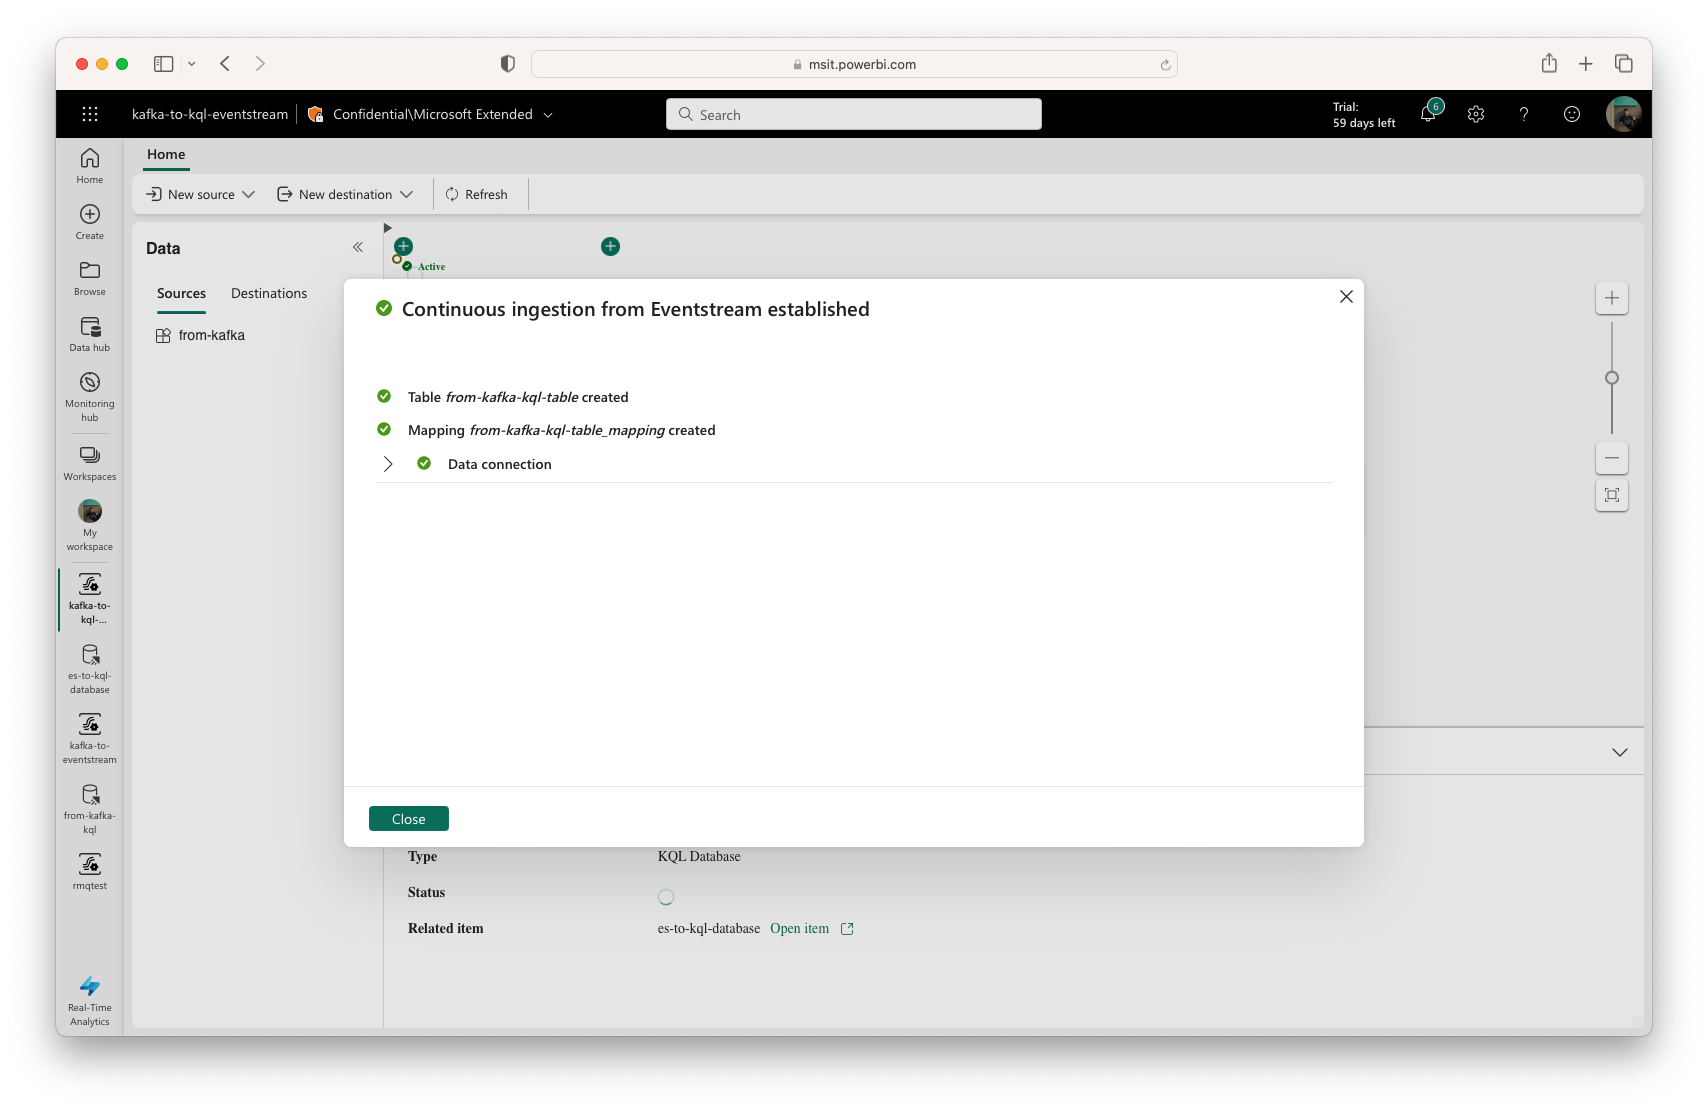 msit.powerbi.com
kafka-to-kql-eventstream
Confidential\Microsoft Extended
Search
Trial:
59 days left
6
Home
Create
Browse
Data hub
Monitoring
hub
Workspaces
My
workspace
kafka-to-
kql-...
es-to-kql-
database
kafka-to-
eventstream
from-kafka-
kql
rmqtest
Real-Time
Analytics
Home
New source
New destination
Refresh
Data
Sources
Destinations
from-kafka
Active
Continuous ingestion from Eventstream established
Table from-kafka-kql-table created
Mapping from-kafka-kql-table_mapping created
Data connection
Close
Type
KQL Database
Status
Related item
es-to-kql-database Open item